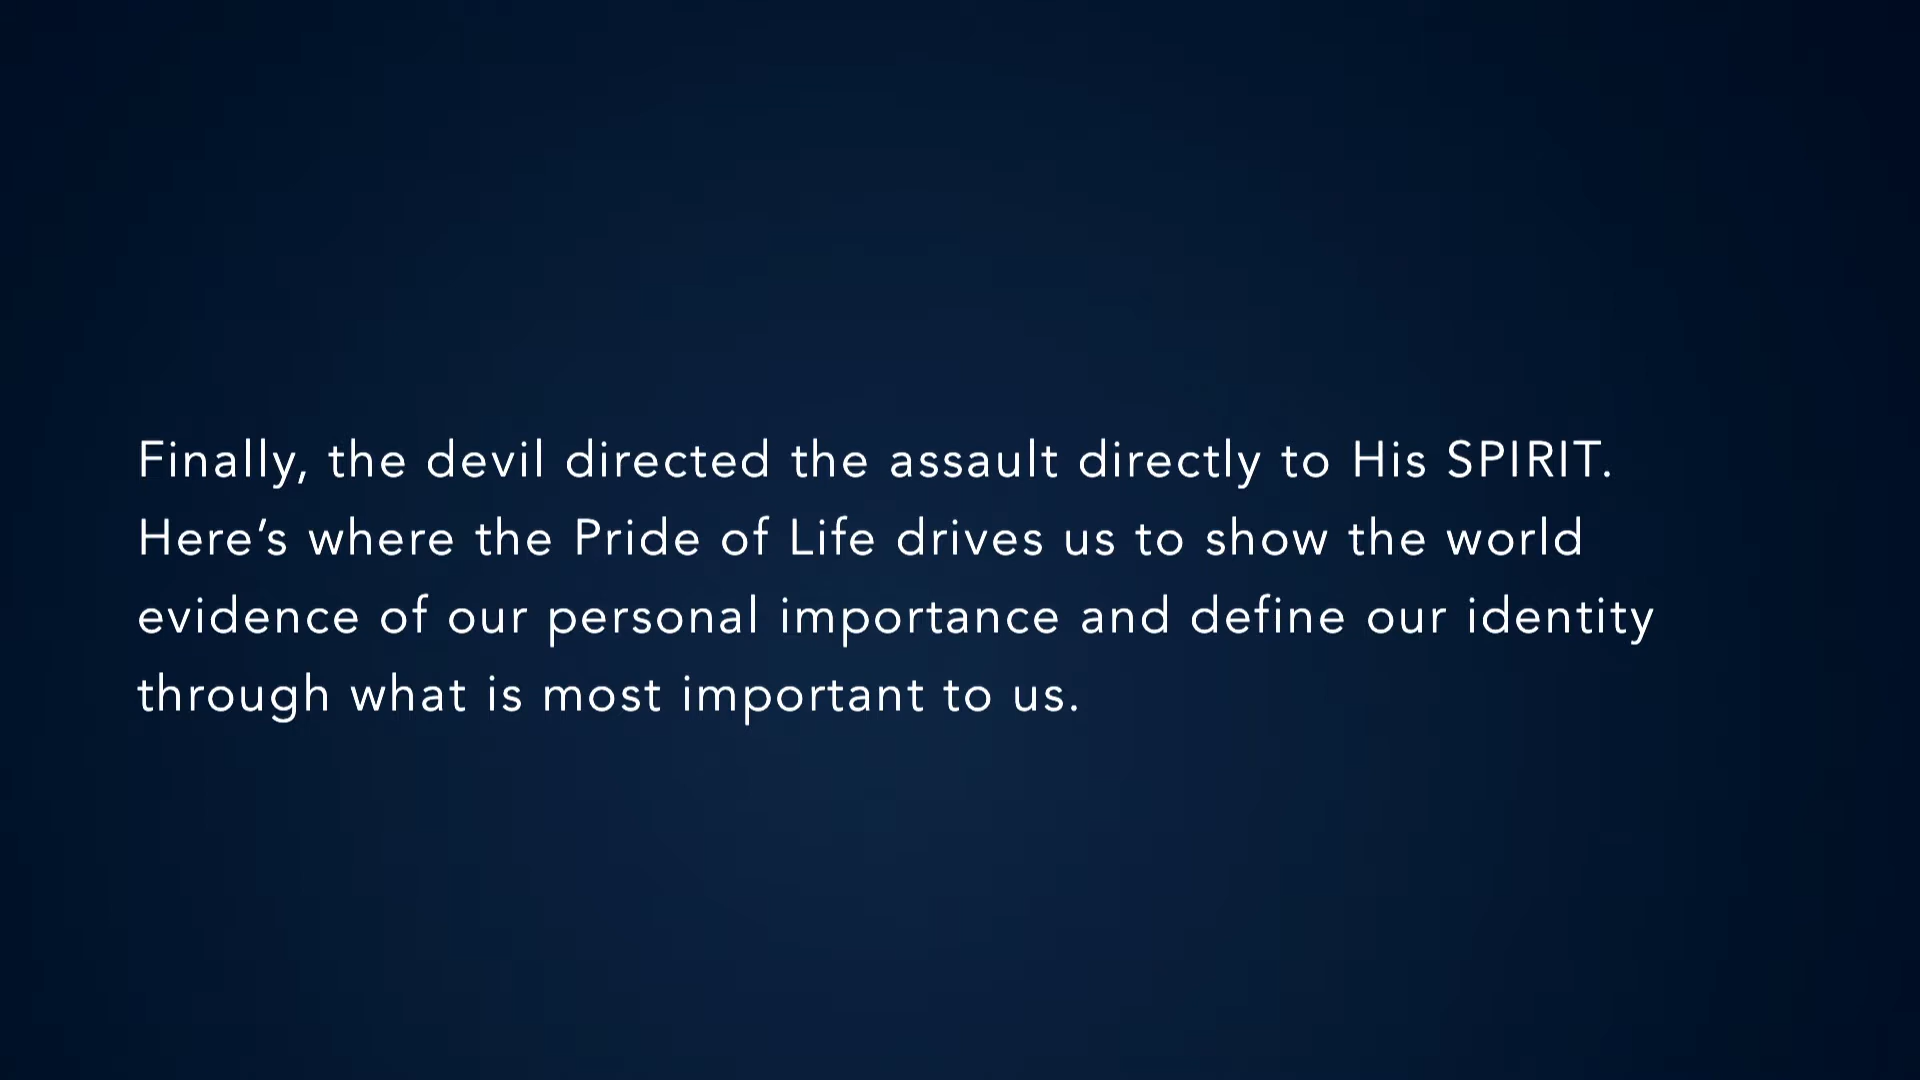 Finally, the devil directed the assault directly to His SPIRIT.
Here’s where the Pride of Life drives us to show the world
evidence of our personal importance and define our identity
through what is most important to us.